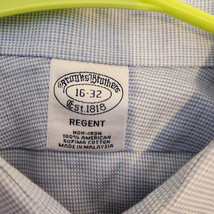 Brooks Brothers
16-32
Est. 1818
REGENT
NON-IRON
100% AMERICAN
SUPIMA COTTON
MADE IN MALAYSIA